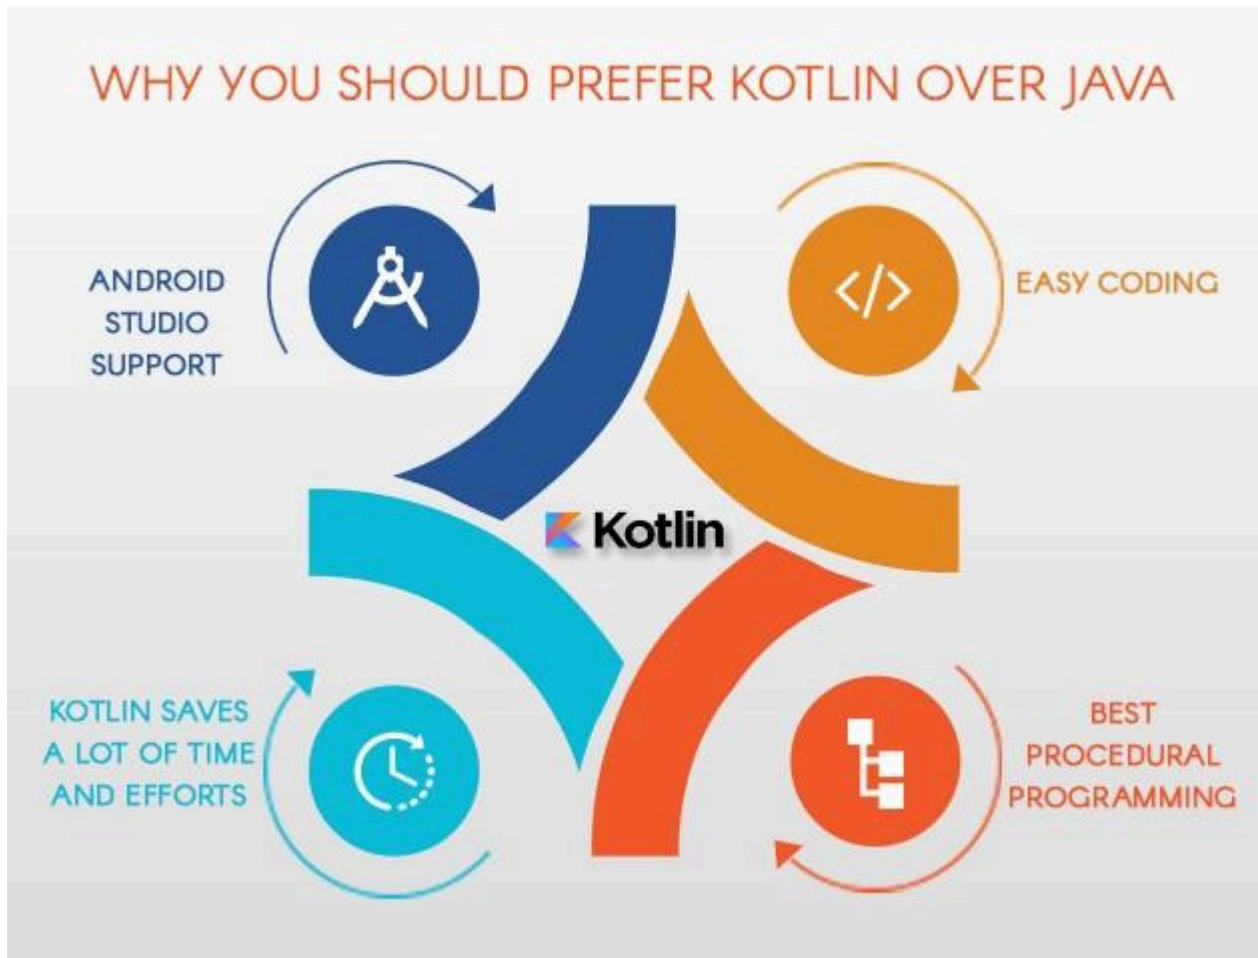 WHY YOU SHOULD PREFER KOTLIN OVER JAVA
ANDROID
STUDIO
SUPPORT
</>
EASY CODING
Kotlin
KOTLIN SAVES
A LOT OF TIME
AND EFFORTS
BEST
PROCEDURAL
PROGRAMMING